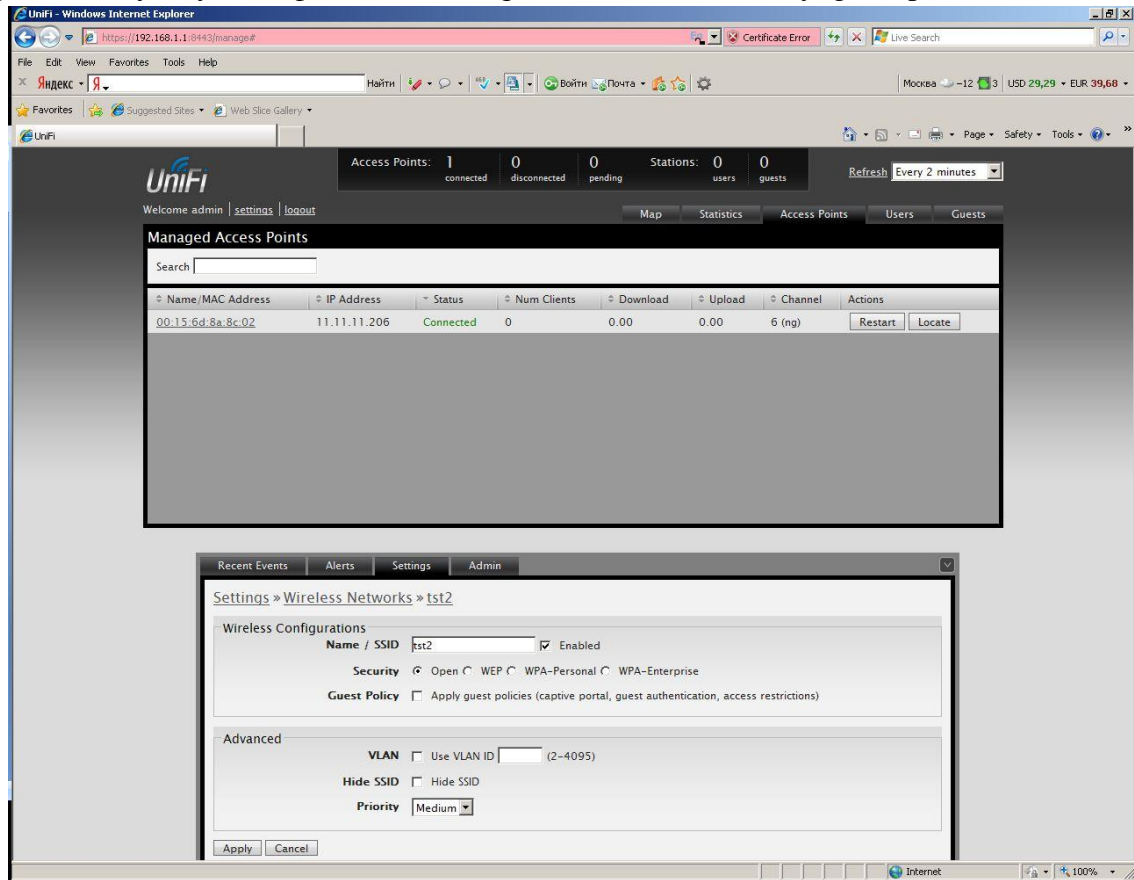 UniFi - Windows Internet Explorer
https://192.168.1.1:8443/manage#
Certificate Error
Live Search
File Edit View Favorites Tools Help
Яндекс Я
Найти
Войти
Почта
Москва -12 3 USD 29,29 EUR 39,68
Favorites Suggested Sites Web Slice Gallery
UniFi
Page Safety Tools
UniFi
Access Points: 1 connected 0 disconnected 0 pending Stations: 0 users 0 guests
Refresh Every 2 minutes
Welcome admin | settings | logout
Map Statistics Access Points Users Guests
Managed Access Points
Search
Name/MAC Address IP Address Status Num Clients Download Upload Channel Actions
00:15:6d:8a:8c:02 11.11.11.206 Connected 0 0.00 0.00 6 (ng) Restart Locate
Recent Events Alerts Settings Admin
Settings » Wireless Networks » tst2
Wireless Configurations
Name / SSID tst2 Enabled
Security Open WEP WPA-Personal WPA-Enterprise
Guest Policy Apply guest policies (captive portal, guest authentication, access restrictions)
Advanced
VLAN Use VLAN ID (2-4095)
Hide SSID Hide SSID
Priority Medium
Apply Cancel
Internet 100%